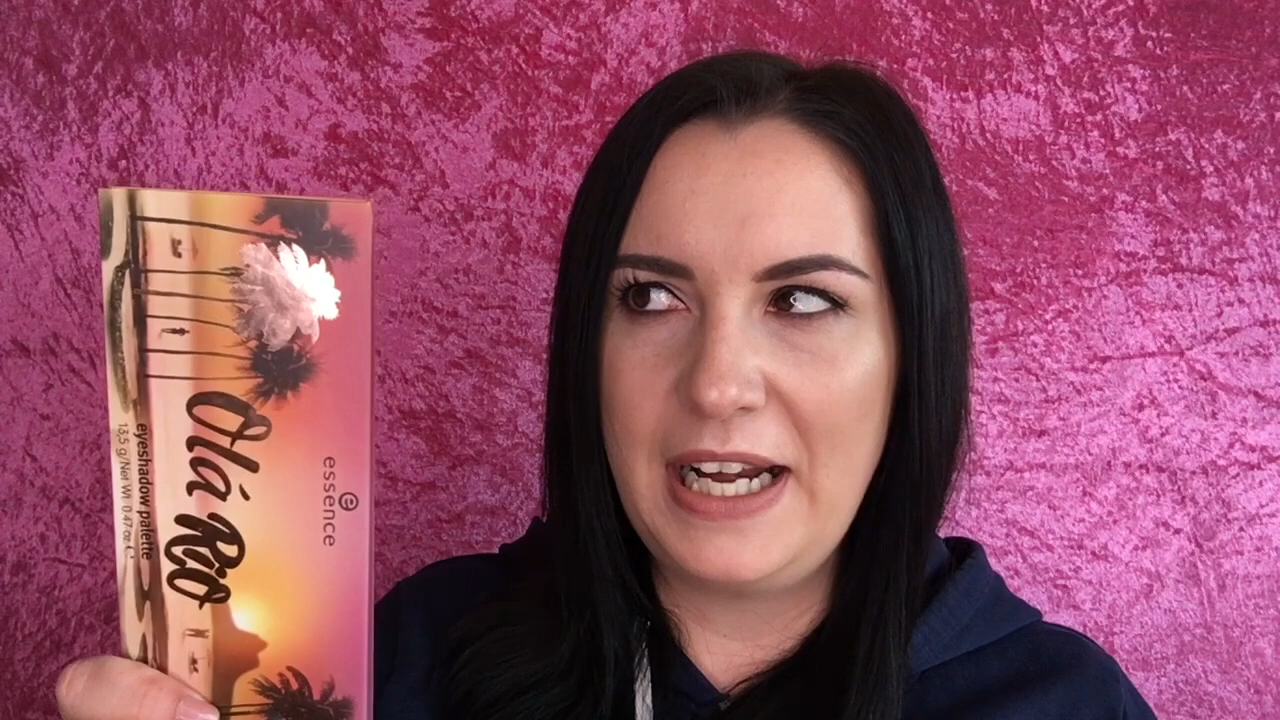 essence
Olá Rio
eyeshadow palette
13,5 g/Net Wt. 0.47 oz. ℮